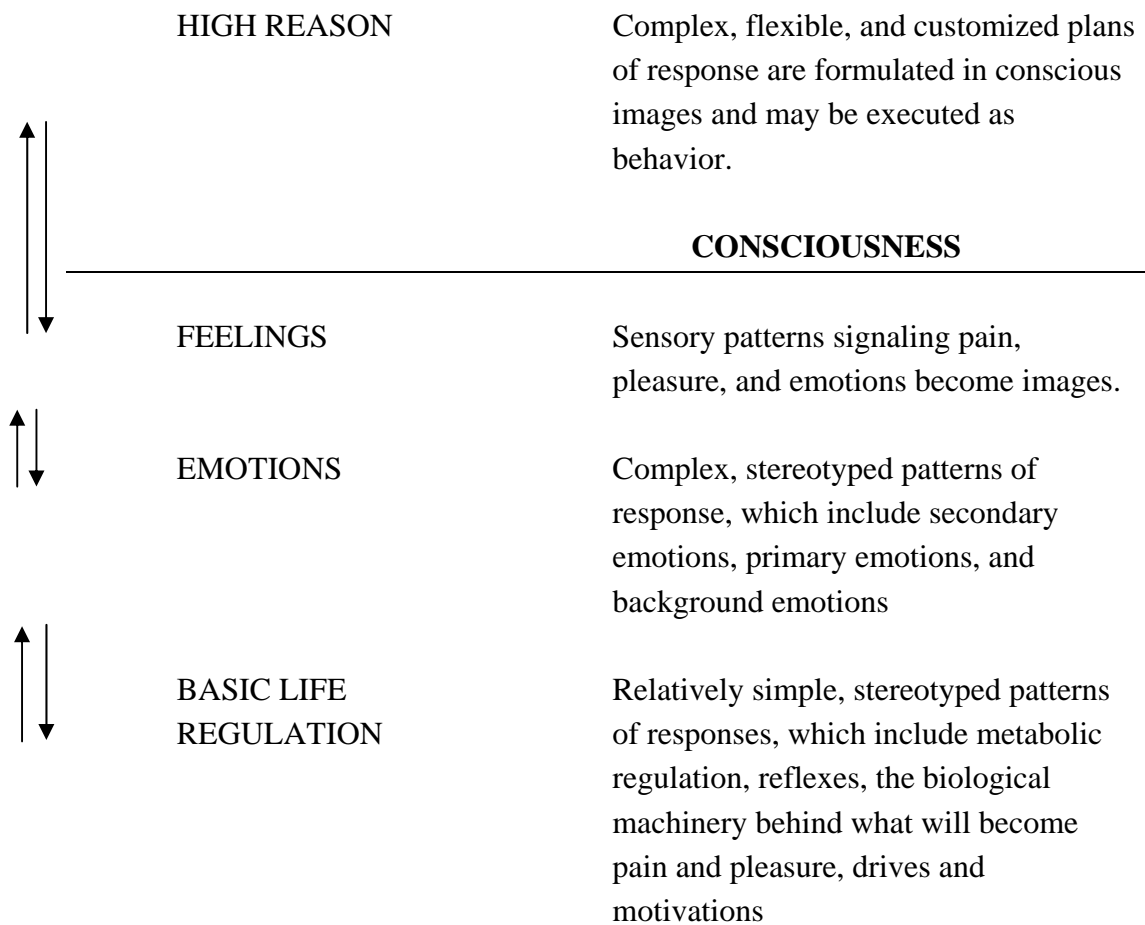 HIGH REASON
Complex, flexible, and customized plans
of response are formulated in conscious
images and may be executed as
behavior.
CONSCIOUSNESS
FEELINGS
Sensory patterns signaling pain,
pleasure, and emotions become images.
EMOTIONS
Complex, stereotyped patterns of
response, which include secondary
emotions, primary emotions, and
background emotions
BASIC LIFE
REGULATION
Relatively simple, stereotyped patterns
of responses, which include metabolic
regulation, reflexes, the biological
machinery behind what will become
pain and pleasure, drives and
motivations